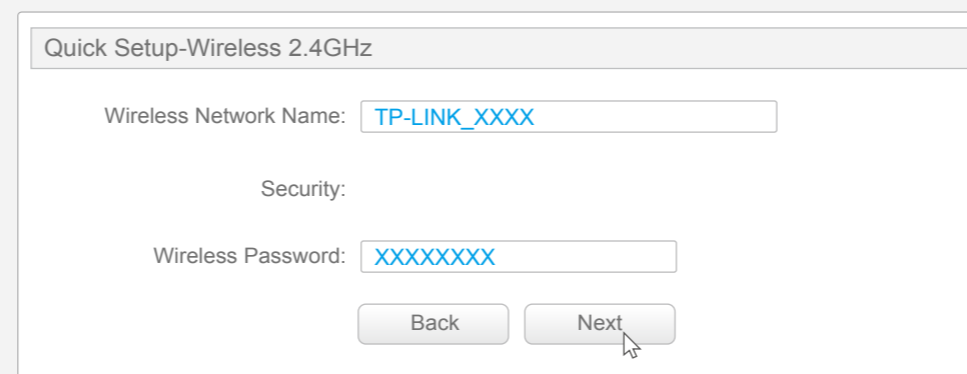 Quick Setup-Wireless 2.4GHz
Wireless Network Name: TP-LINK_XXXX
Security:
Wireless Password: XXXXXXXX
Back Next